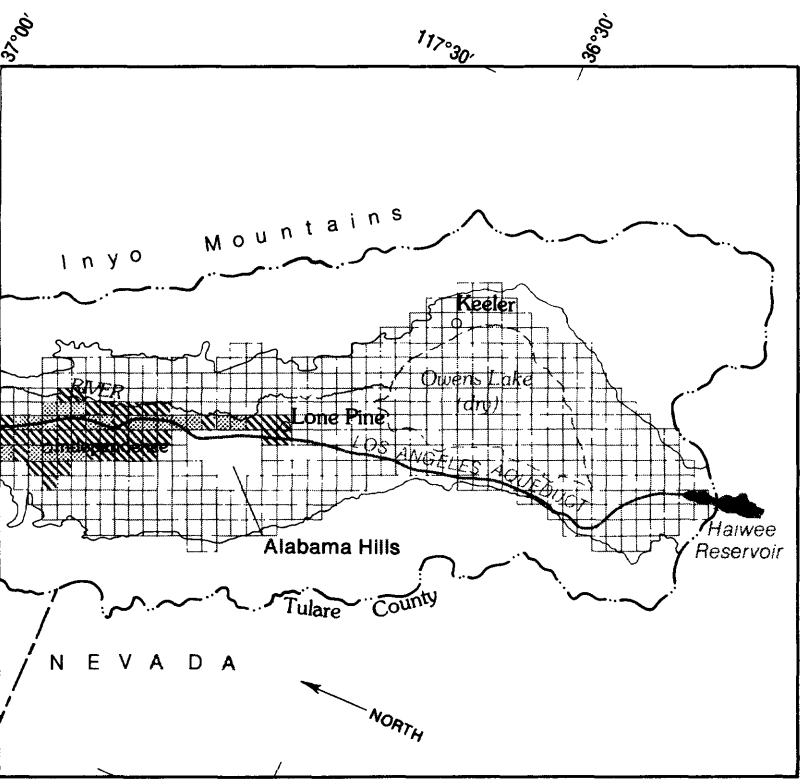 37°00'
117°30'
36°30'
Inyo Mountains
Keeler
RIVER
Owens Lake
(dry)
Lone Pine
Independence
LOS ANGELES AQUEDUCT
Haiwee
Reservoir
Alabama Hills
Tulare County
NEVADA
NORTH